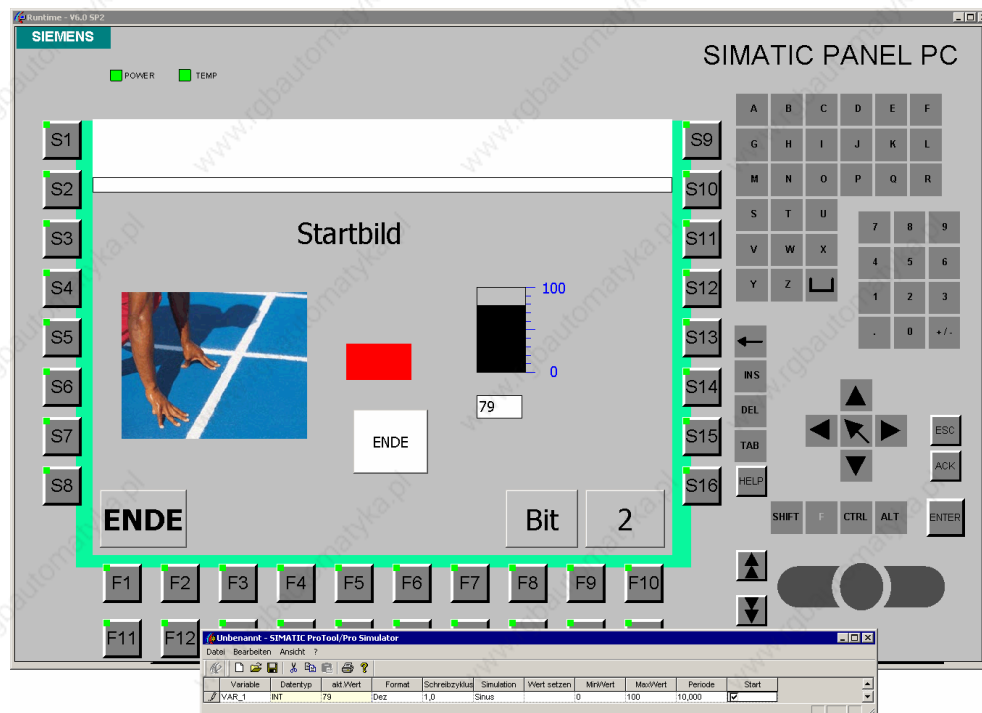 Runtime - V6.0 SP2
SIEMENS
SIMATIC PANEL PC
POWER TEMP
A B C D E F
S1 S9 G H I J K L
S2 S10 M N O P Q R
S T U
Startbild
S3 S11 7 8 9
V W X
4 5 6
S4 100 S12 Y Z
1 2 3
S5 S13 . 0 +/-
0
INS
S6 S14
79 DEL
ENDE
S7 S15 TAB ESC
S8 S16 HELP ACK
ENDE Bit 2 SHIFT F CTRL ALT ENTER
F1 F2 F3 F4 F5 F6 F7 F8 F9 F10
F11 F12
Unbenannt - SIMATIC ProTool/Pro Simulator
Datei Bearbeiten Ansicht ?
Variable Datentyp akt.Wert Format Schreibzyklus Simulation Wert setzen MinWert MaxWert Periode Start
VAR_1 INT 79 Dez 1,0 Sinus 0 100 10,000
www.rgbautomatyka.pl